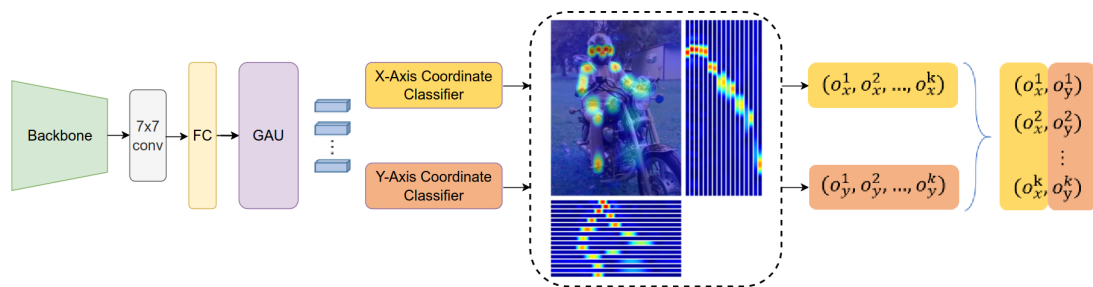 Backbone
7x7
conv
FC
GAU
X-Axis Coordinate
Classifier
Y-Axis Coordinate
Classifier
(o_x^1, o_x^2, ..., o_x^k)
(o_y^1, o_y^2, ..., o_y^k)
(o_x^1, o_y^1)
(o_x^2, o_y^2)
⋮
(o_x^k, o_y^k)